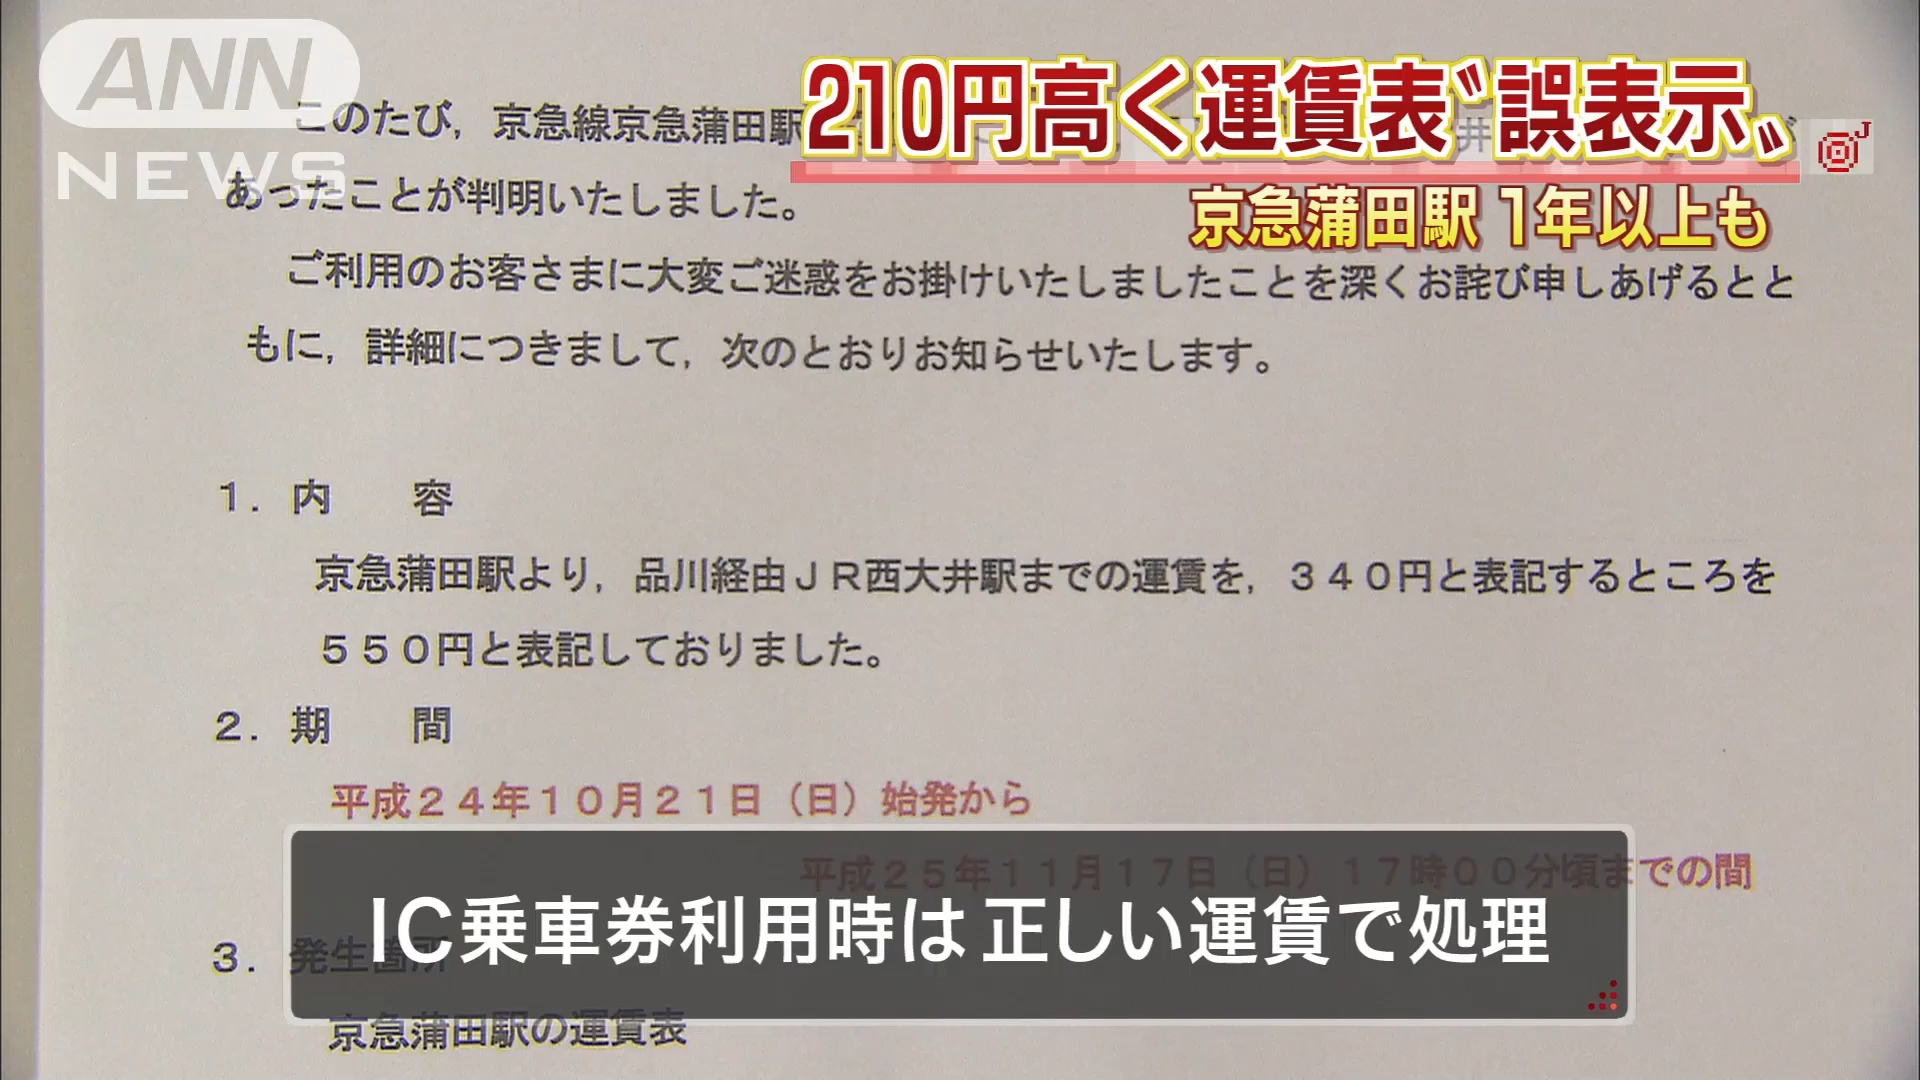 ANN
NEWS
210円高く運賃表〝誤表示〟
京急蒲田駅 1年以上も
このたび，京急線京急蒲田駅
あったことが判明いたしました。
ご利用のお客さまに大変ご迷惑をお掛けいたしましたことを深くお詫び申しあげるとと
もに，詳細につきまして，次のとおりお知らせいたします。
１．内　　容
京急蒲田駅より，品川経由ＪＲ西大井駅までの運賃を，３４０円と表記するところを
５５０円と表記しておりました。
２．期　　間
平成２４年１０月２１日（日）始発から
平成２５年１１月１７日（日）１７時００分頃までの間
IC乗車券利用時は 正しい運賃で処理
３．発生箇所
京急蒲田駅の運賃表